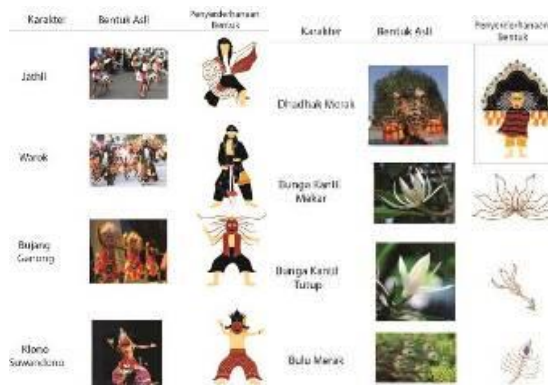 Karakter
Bentuk Asli
Penyederhanaan
Bentuk
Jathil
Warok
Bujang
Ganong
Klono
Suwandono
Karakter
Bentuk Asli
Penyederhanaan
Bentuk
Dhadhak Merak
Bunga Kantil
Mekar
Bunga Kantil
Tutup
Bulu Merak